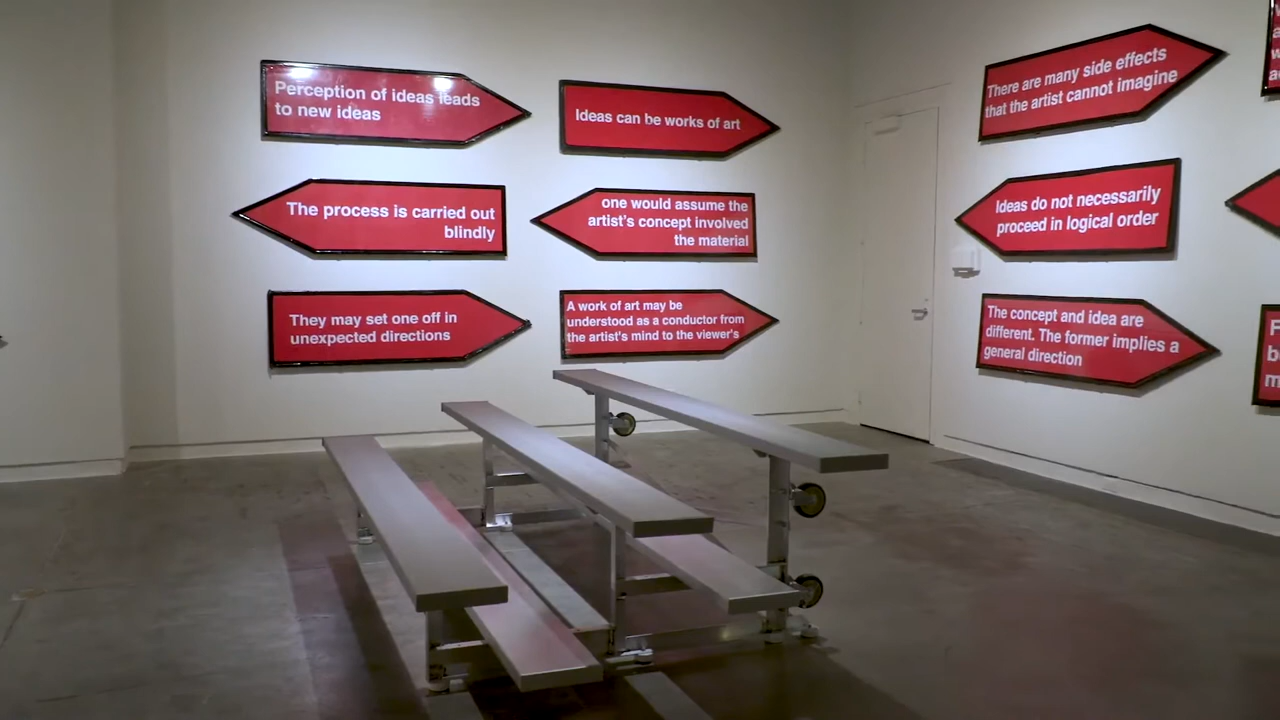 Perception of ideas leads
to new ideas
Ideas can be works of art
The process is carried out
blindly
one would assume the
artist's concept involved
the material
They may set one off in
unexpected directions
A work of art may be
understood as a conductor from
the artist's mind to the viewer's
There are many side effects
that the artist cannot imagine
Ideas do not necessarily
proceed in logical order
The concept and idea are
different. The former implies a
general direction